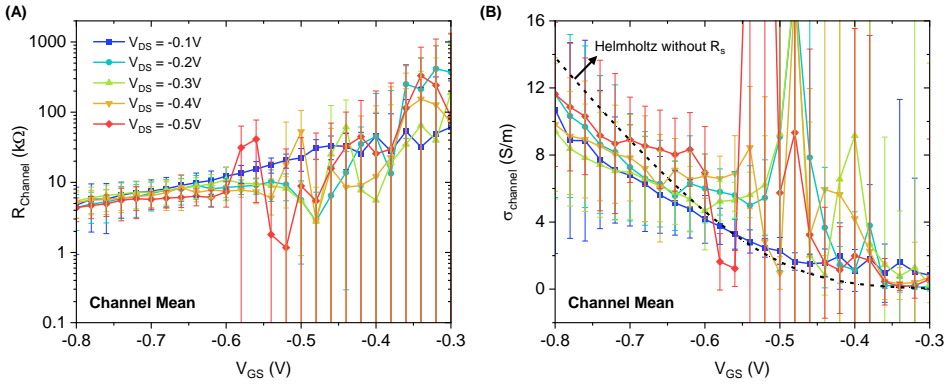 (A)
1000
100
10
1
0.1
R_Channel (kΩ)
V_DS = -0.1V
V_DS = -0.2V
V_DS = -0.3V
V_DS = -0.4V
V_DS = -0.5V
Channel Mean
-0.8 -0.7 -0.6 -0.5 -0.4 -0.3
V_GS (V)
(B)
16
12
8
4
0
σ_channel (S/m)
Helmholtz without R_s
Channel Mean
-0.8 -0.7 -0.6 -0.5 -0.4 -0.3
V_GS (V)